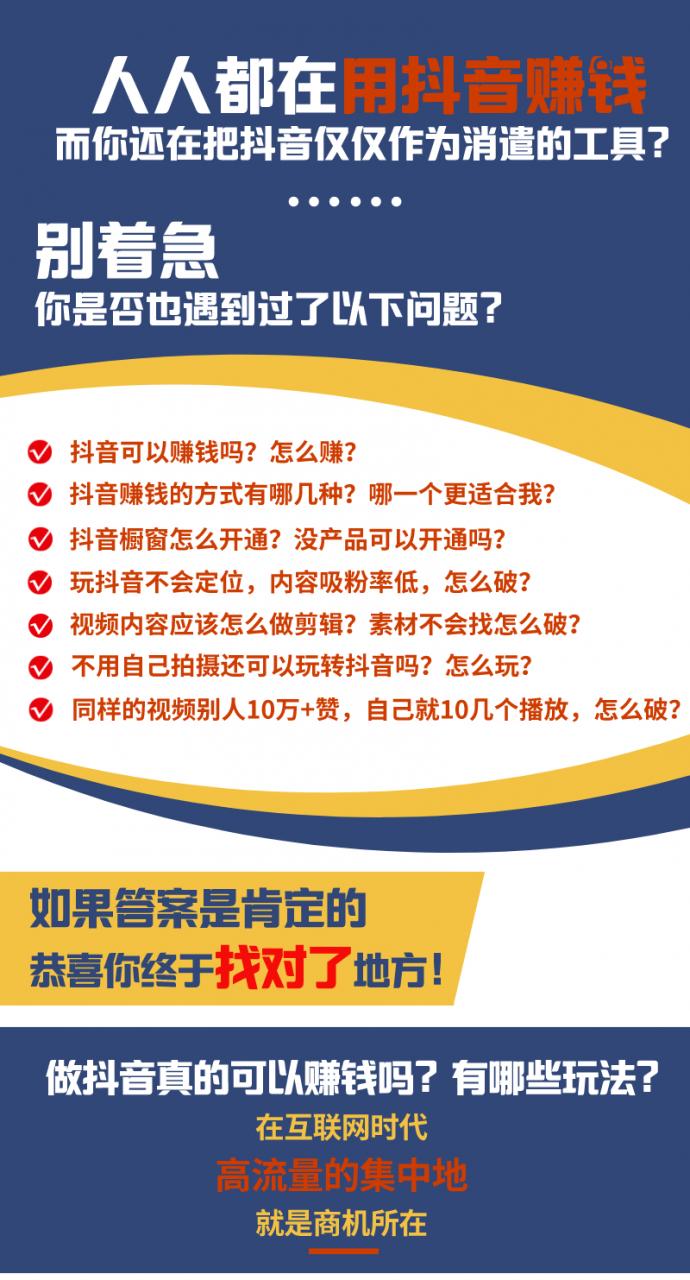 人人都在用抖音赚钱
而你还在把抖音仅仅作为消遣的工具？
······
别着急
你是否也遇到过了以下问题？
抖音可以赚钱吗？怎么赚？
抖音赚钱的方式有哪几种？哪一个更适合我？
抖音橱窗怎么开通？没产品可以开通吗？
玩抖音不会定位，内容吸粉率低，怎么破？
视频内容应该怎么做剪辑？素材不会找怎么破？
不用自己拍摄还可以玩转抖音吗？怎么玩？
同样的视频别人10万+赞，自己就10几个播放，怎么破？
如果答案是肯定的
恭喜你终于找对了地方！
做抖音真的可以赚钱吗？有哪些玩法？
在互联网时代
高流量的集中地
就是商机所在